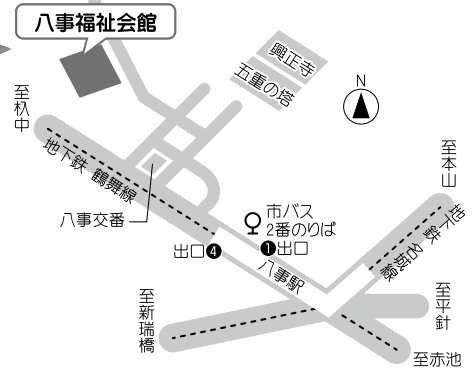 八事福祉会館
興正寺
五重の塔
N
至杁中
地下鉄 鶴舞線
至本山
八事交番
市バス
2番のりば
地下鉄 名城線
出口4
1出口
八事駅
至新瑞橋
至平針
至赤池